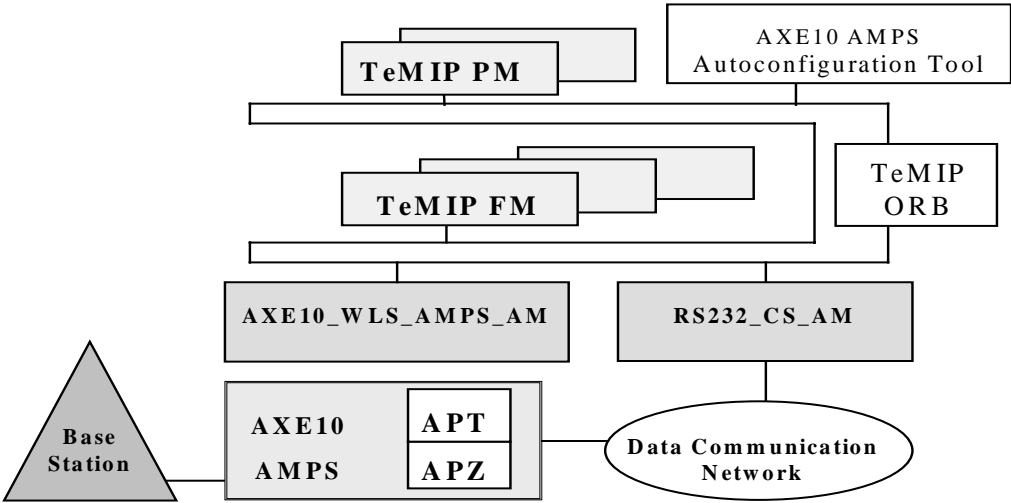 TeMIP PM
AXE10 AMPS
Autoconfiguration Tool
TeMIP FM
TeMIP
ORB
AXE10_WLS_AMPS_AM
RS232_CS_AM
Base
Station
AXE10
AMPS
APT
APZ
Data Communication
Network